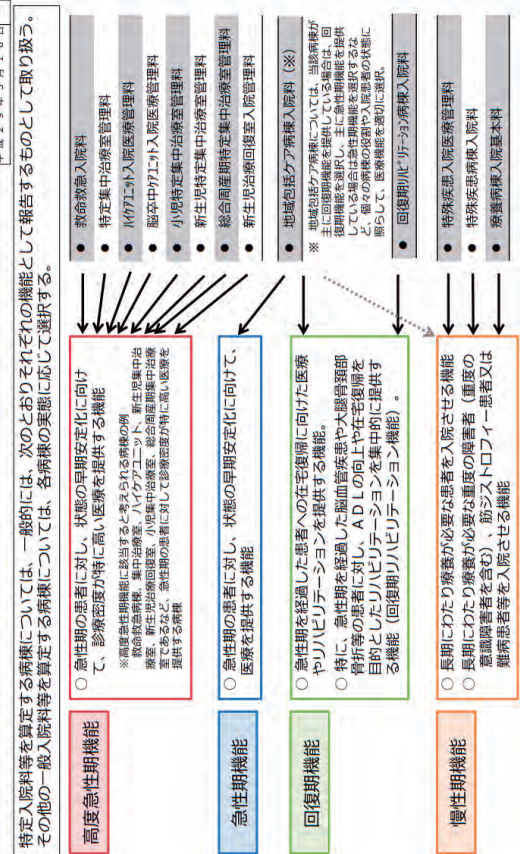 特定入院料等を算定する病棟については、一般的には、次のとおりそれぞれの機能として報告するものとして取り扱う。
その他の一般入院料等を算定する病棟については、各病棟の実態に応じて選択する。
高度急性期機能
○ 急性期の患者に対し、状態の早期安定化に向け
て、診療密度が特に高い医療を提供する機能
※高度急性期機能に該当すると考えられる病棟の例
救命救急病棟、集中治療室、ハイケアユニット、新生児集中治
療室、新生児治療回復室、小児集中治療室、総合周産期集中治療
室であるなど、急性期の患者に対して診療密度が特に高い医療を
提供する病棟
急性期機能
○ 急性期の患者に対し、状態の早期安定化に向けて、
医療を提供する機能
回復期機能
○ 急性期を経過した患者への在宅復帰に向けた医療
やリハビリテーションを提供する機能。
○ 特に、急性期を経過した脳血管疾患や大腿骨頚部
骨折等の患者に対し、ADLの向上や在宅復帰を
目的としたリハビリテーションを集中的に提供す
る機能（回復期リハビリテーション機能）。
慢性期機能
○ 長期にわたり療養が必要な患者を入院させる機能
○ 長期にわたり療養が必要な重度の障害者（重度の
意識障害者を含む）、筋ジストロフィー患者又は
難病患者等を入院させる機能
● 救命救急入院料
● 特定集中治療室管理料
● ハイケアユニット入院医療管理料
● 脳卒中ケアユニット入院医療管理料
● 小児特定集中治療室管理料
● 新生児特定集中治療室管理料
● 総合周産期特定集中治療室管理料
● 新生児治療回復室入院管理料
● 地域包括ケア病棟入院料（※）
※ 地域包括ケア病棟については、当該病棟が
主に回復期機能を提供している場合は、回
復期機能を選択し、主に急性期機能を提供
している場合は急性期機能を選択するな
ど、個々の病棟の役割や入院患者の状態に
照らして、医療機能を適切に選択。
● 回復期リハビリテーション病棟入院料
● 特殊疾患入院医療管理料
● 特殊疾患病棟入院料
● 療養病棟入院基本料